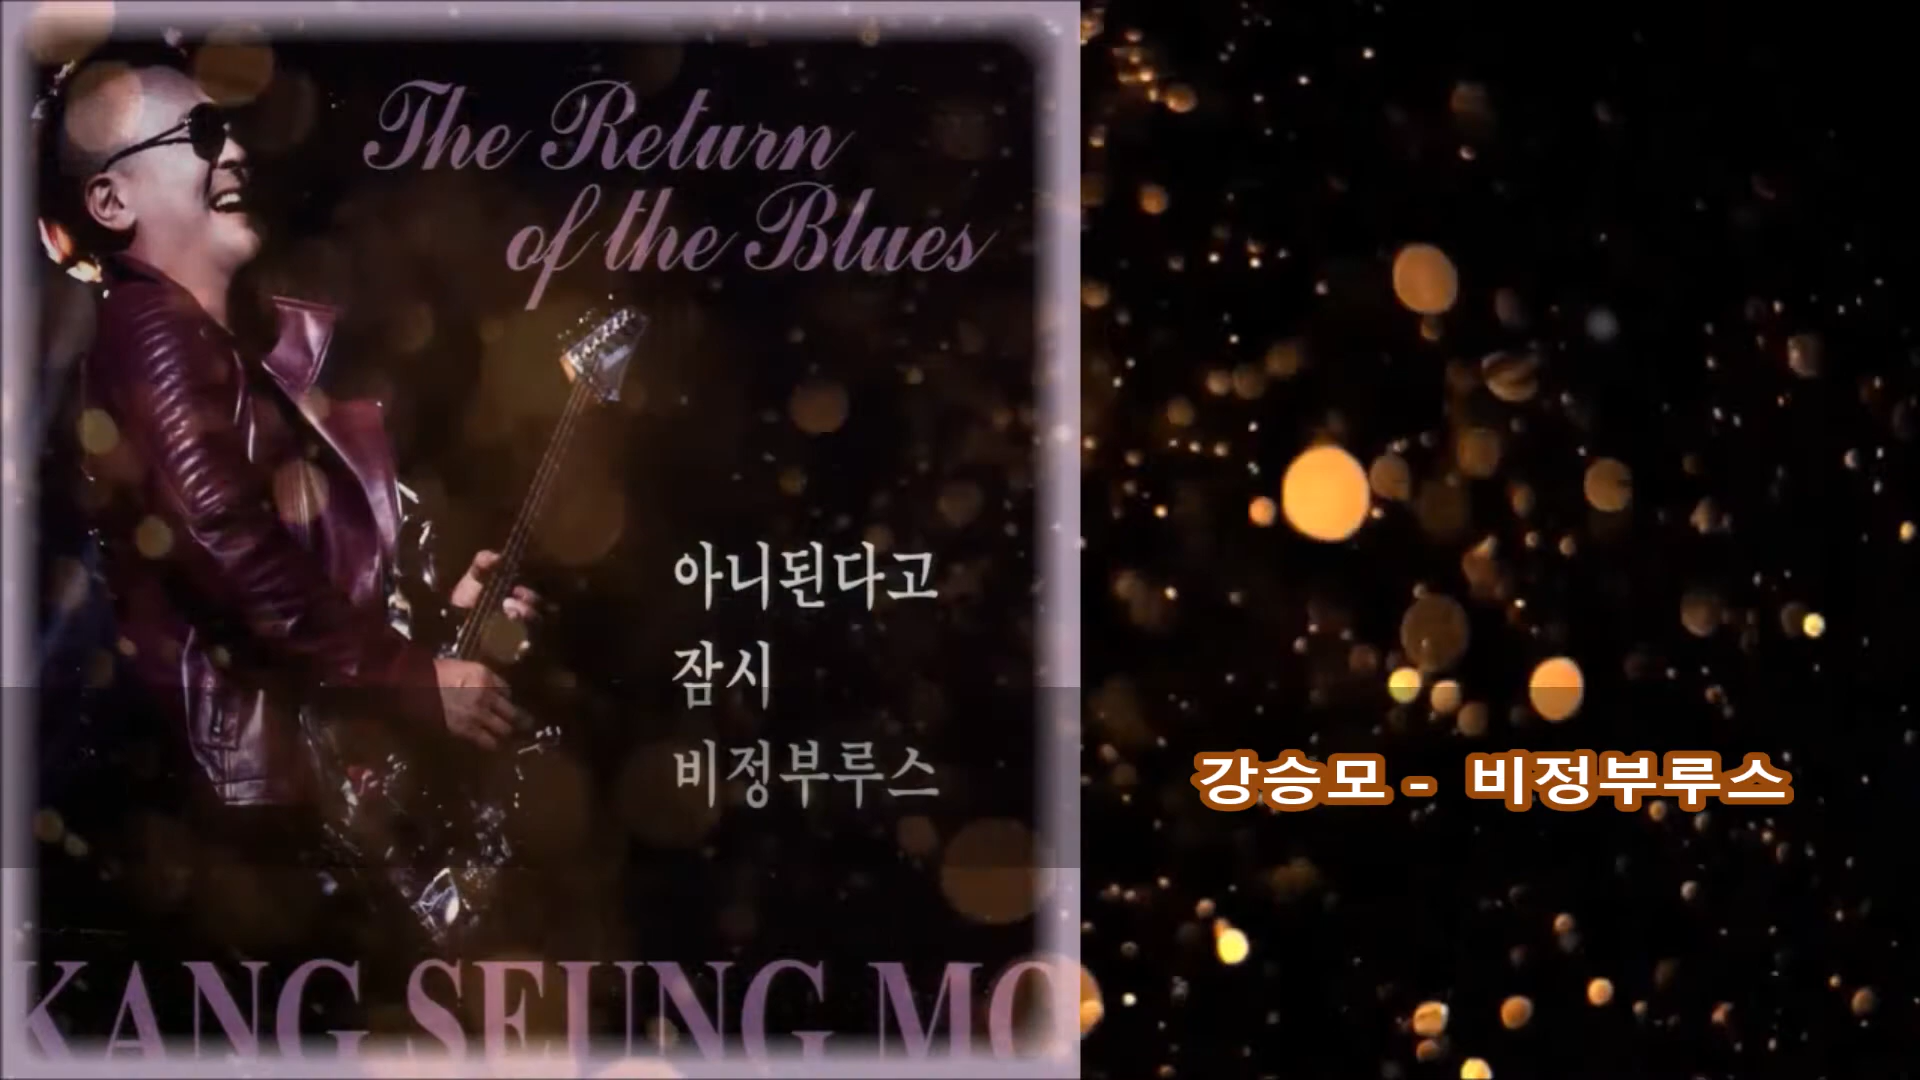 The Return
of the Blues
아니된다고
잠시
비정부루스
강승모 - 비정부루스
KANG SEUNG MO